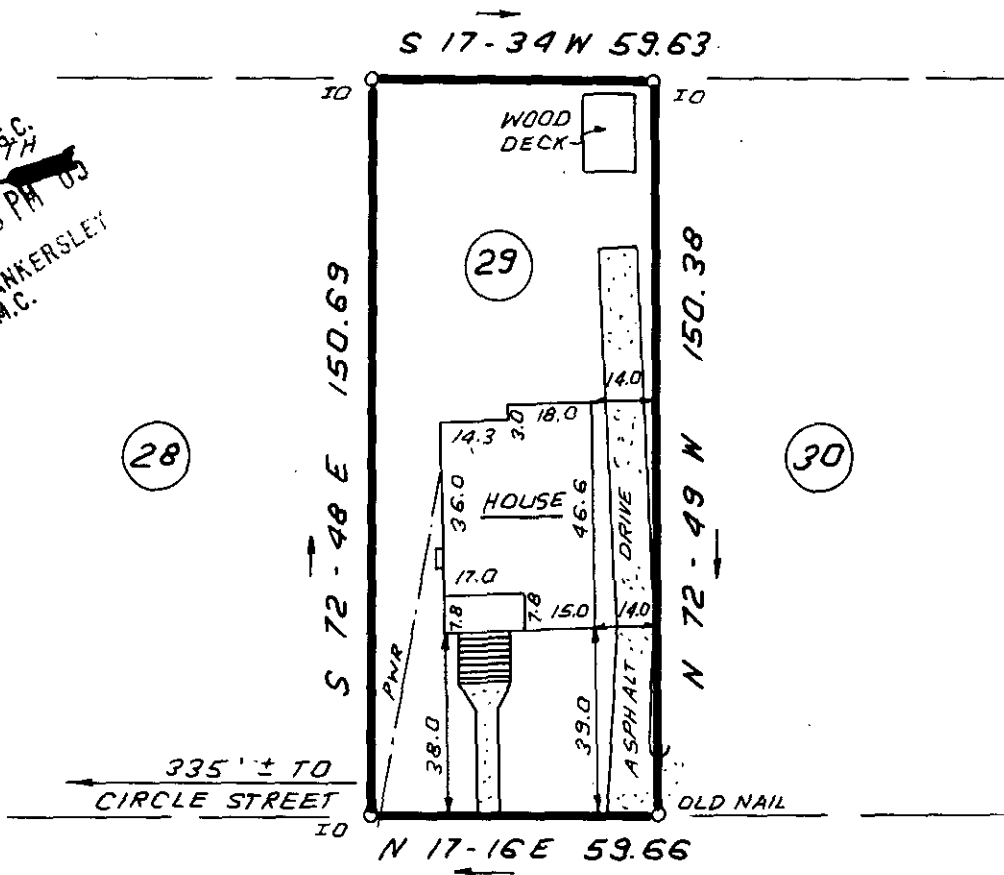 S 17-34 W 59.63
IO
IO
WOOD
DECK
S.C.
PM
ANKERSLEY
M.C.
29
S 72-48 E 150.69
N 72-49 W 150.38
14.0
18.0
3.0
14.3
28
30
HOUSE
36.0
46.6
DRIVE
17.0
7.8
7.8
15.0
14.0
PWR
ASPHALT
38.0
39.0
335'± TO
CIRCLE STREET
OLD NAIL
IO
N 17-16 E 59.66